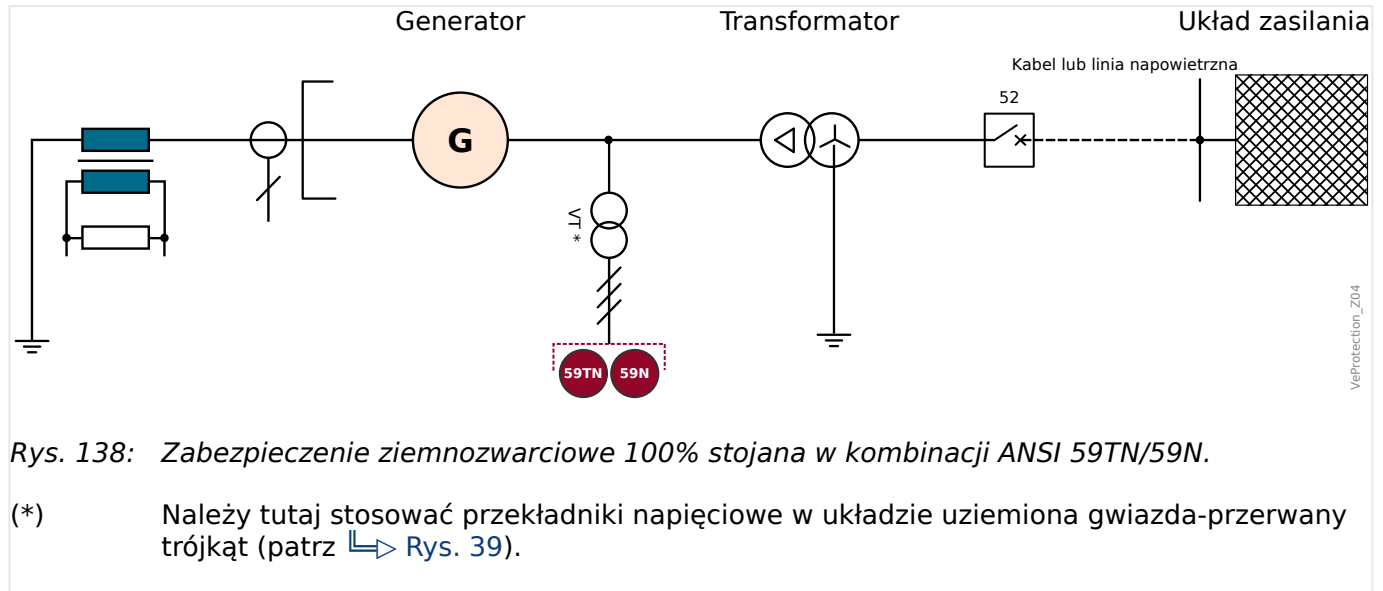 Generator
Transformator
Układ zasilania
Kabel lub linia napowietrzna
52
G
VT *
59TN
59N
VeProtection_Z04
Rys. 138: Zabezpieczenie ziemnozwarciowe 100% stojana w kombinacji ANSI 59TN/59N.
(*) Należy tutaj stosować przekładniki napięciowe w układzie uziemiona gwiazda-przerwany
trójkąt (patrz Rys. 39).